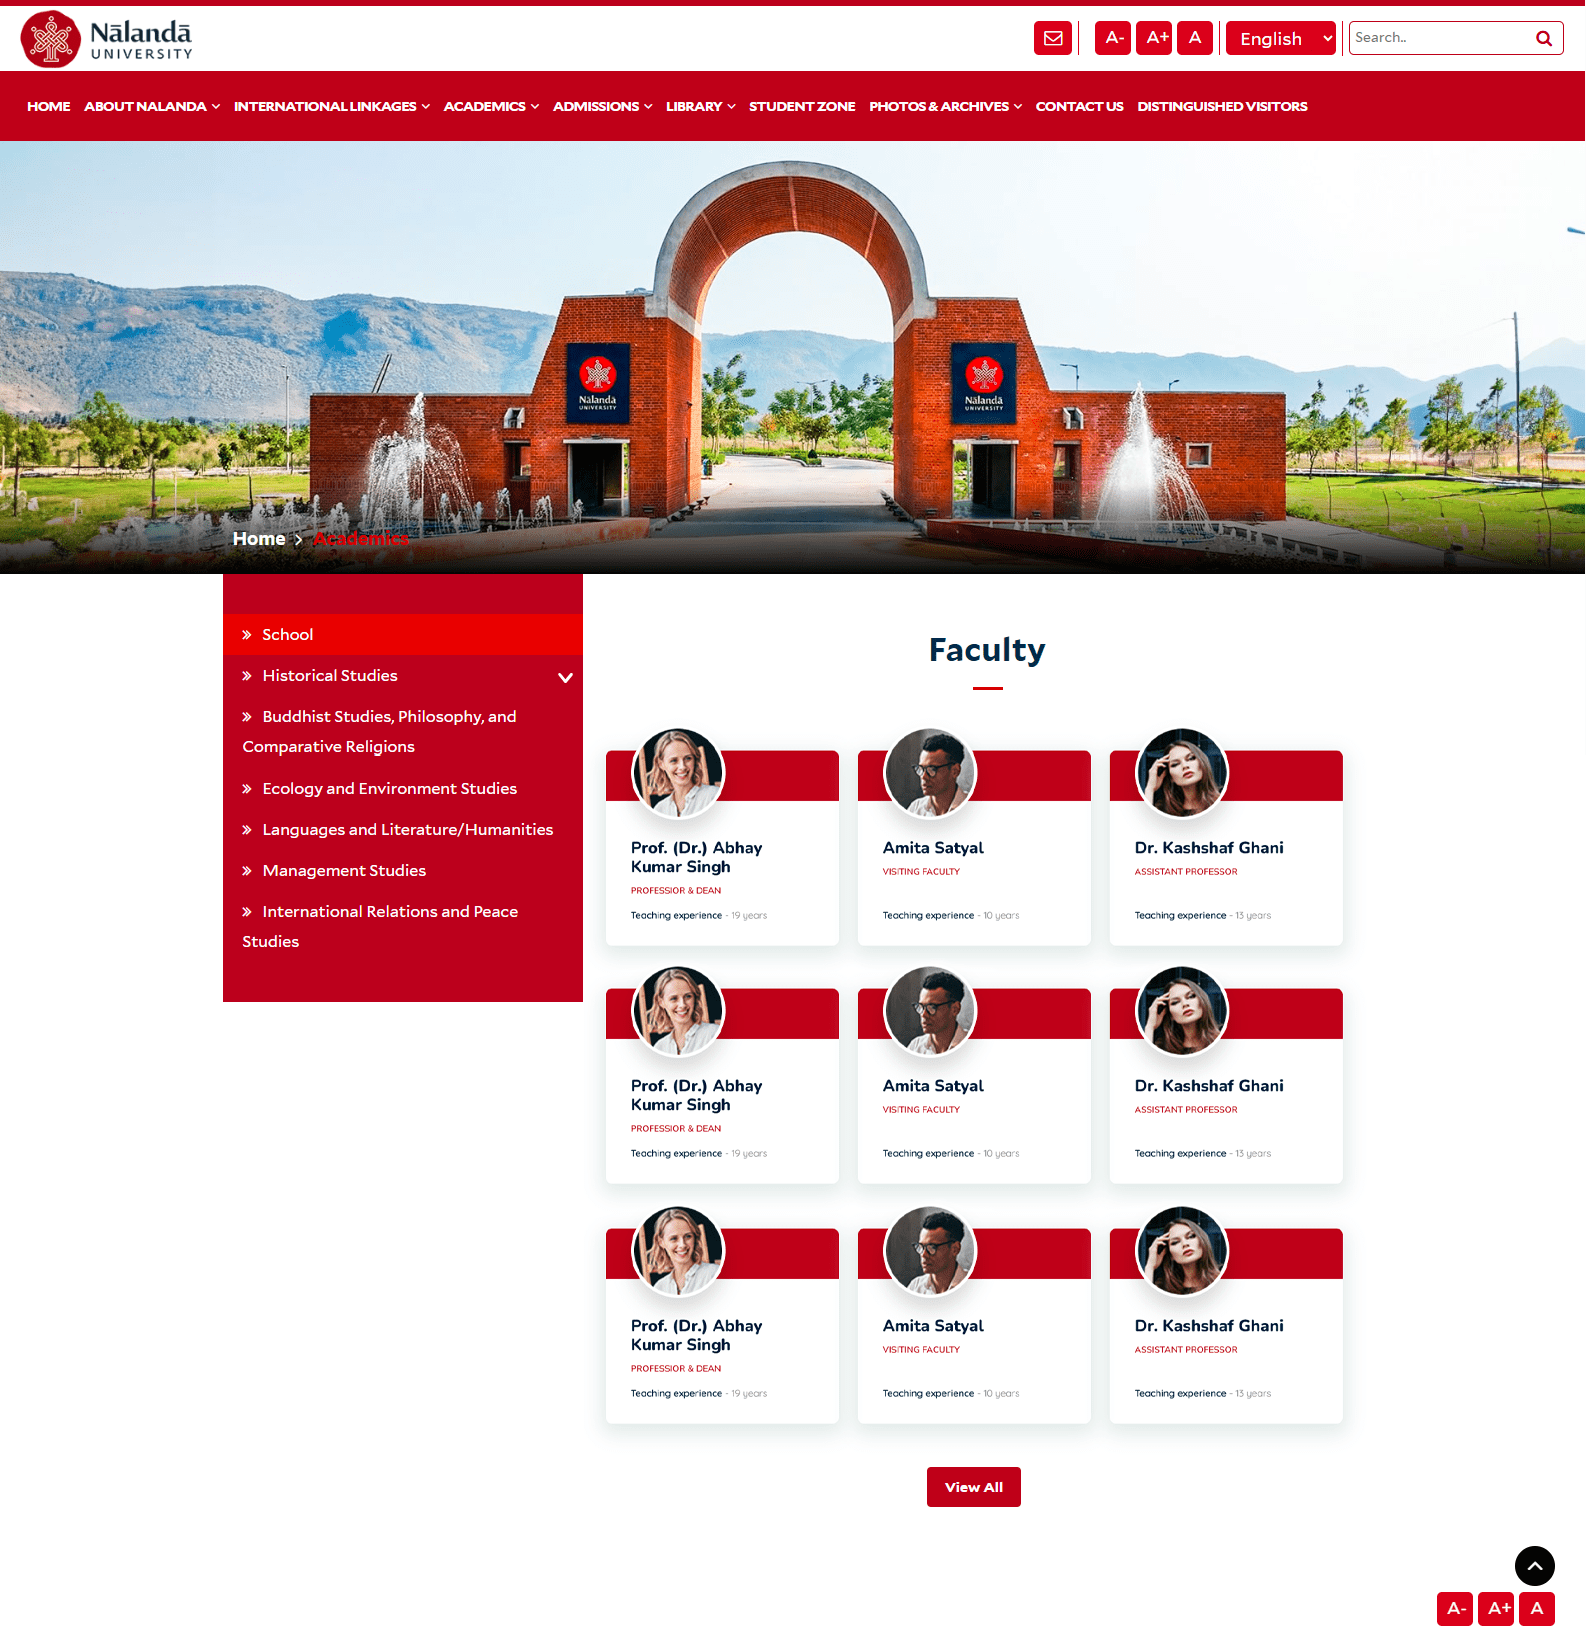 Nālandā
UNIVERSITY
A-
A+
A
English
Search..
HOME
ABOUT NALANDA
INTERNATIONAL LINKAGES
ACADEMICS
ADMISSIONS
LIBRARY
STUDENT ZONE
PHOTOS & ARCHIVES
CONTACT US
DISTINGUISHED VISITORS
Nālandā
UNIVERSITY
Nālandā
UNIVERSITY
Home
Academics
School
Historical Studies
Buddhist Studies, Philosophy, and
Comparative Religions
Ecology and Environment Studies
Languages and Literature/Humanities
Management Studies
International Relations and Peace
Studies
Faculty
Prof. (Dr.) Abhay
Kumar Singh
PROFESSIOR & DEAN
Teaching experience - 19 years
Amita Satyal
VISITING FACULTY
Teaching experience - 10 years
Dr. Kashshaf Ghani
ASSISTANT PROFESSOR
Teaching experience - 13 years
Prof. (Dr.) Abhay
Kumar Singh
PROFESSIOR & DEAN
Teaching experience - 19 years
Amita Satyal
VISITING FACULTY
Teaching experience - 10 years
Dr. Kashshaf Ghani
ASSISTANT PROFESSOR
Teaching experience - 13 years
Prof. (Dr.) Abhay
Kumar Singh
PROFESSIOR & DEAN
Teaching experience - 19 years
Amita Satyal
VISITING FACULTY
Teaching experience - 10 years
Dr. Kashshaf Ghani
ASSISTANT PROFESSOR
Teaching experience - 13 years
View All
A-
A+
A